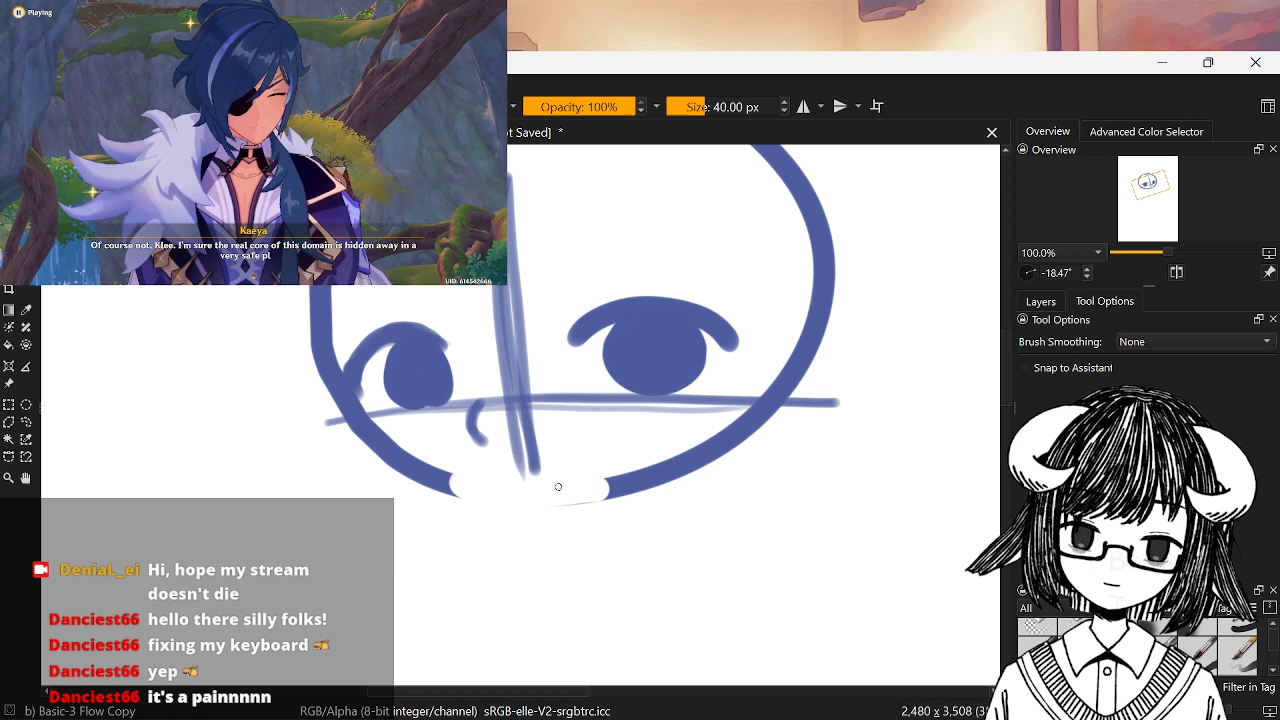 Playing
Kaeya
Of course not, Klee. I'm sure the real core of this domain is hidden away in a
very safe pl
UID: 614542666
Opacity: 100%
Size: 40.00 px
ot Saved] *
Overview
Advanced Color Selector
Overview
100.0%
-18.47°
Layers
Tool Options
Tool Options
Brush Smoothing:
None
Snap to Assistant
All
Filter in Tag
DeniaL_ei Hi, hope my stream
doesn't die
Danciest66 hello there silly folks!
Danciest66 fixing my keyboard
Danciest66 yep
Danciest66 it's a painnnnn
b) Basic-3 Flow Copy
RGB/Alpha (8-bit integer/channel) sRGB-elle-V2-srgbtrc.icc
2,480 x 3,508 (3